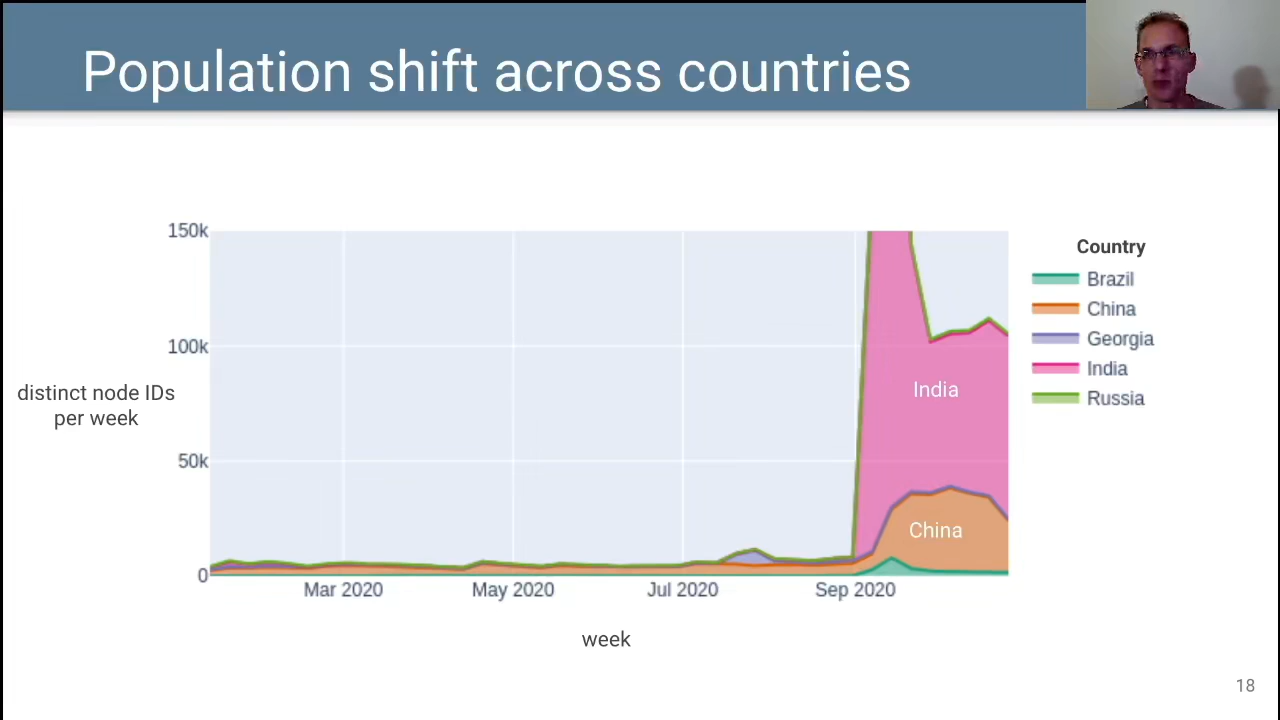 Population shift across countries
150k
100k
50k
0
distinct node IDs
per week
Mar 2020
May 2020
Jul 2020
Sep 2020
week
India
China
Country
Brazil
China
Georgia
India
Russia
18